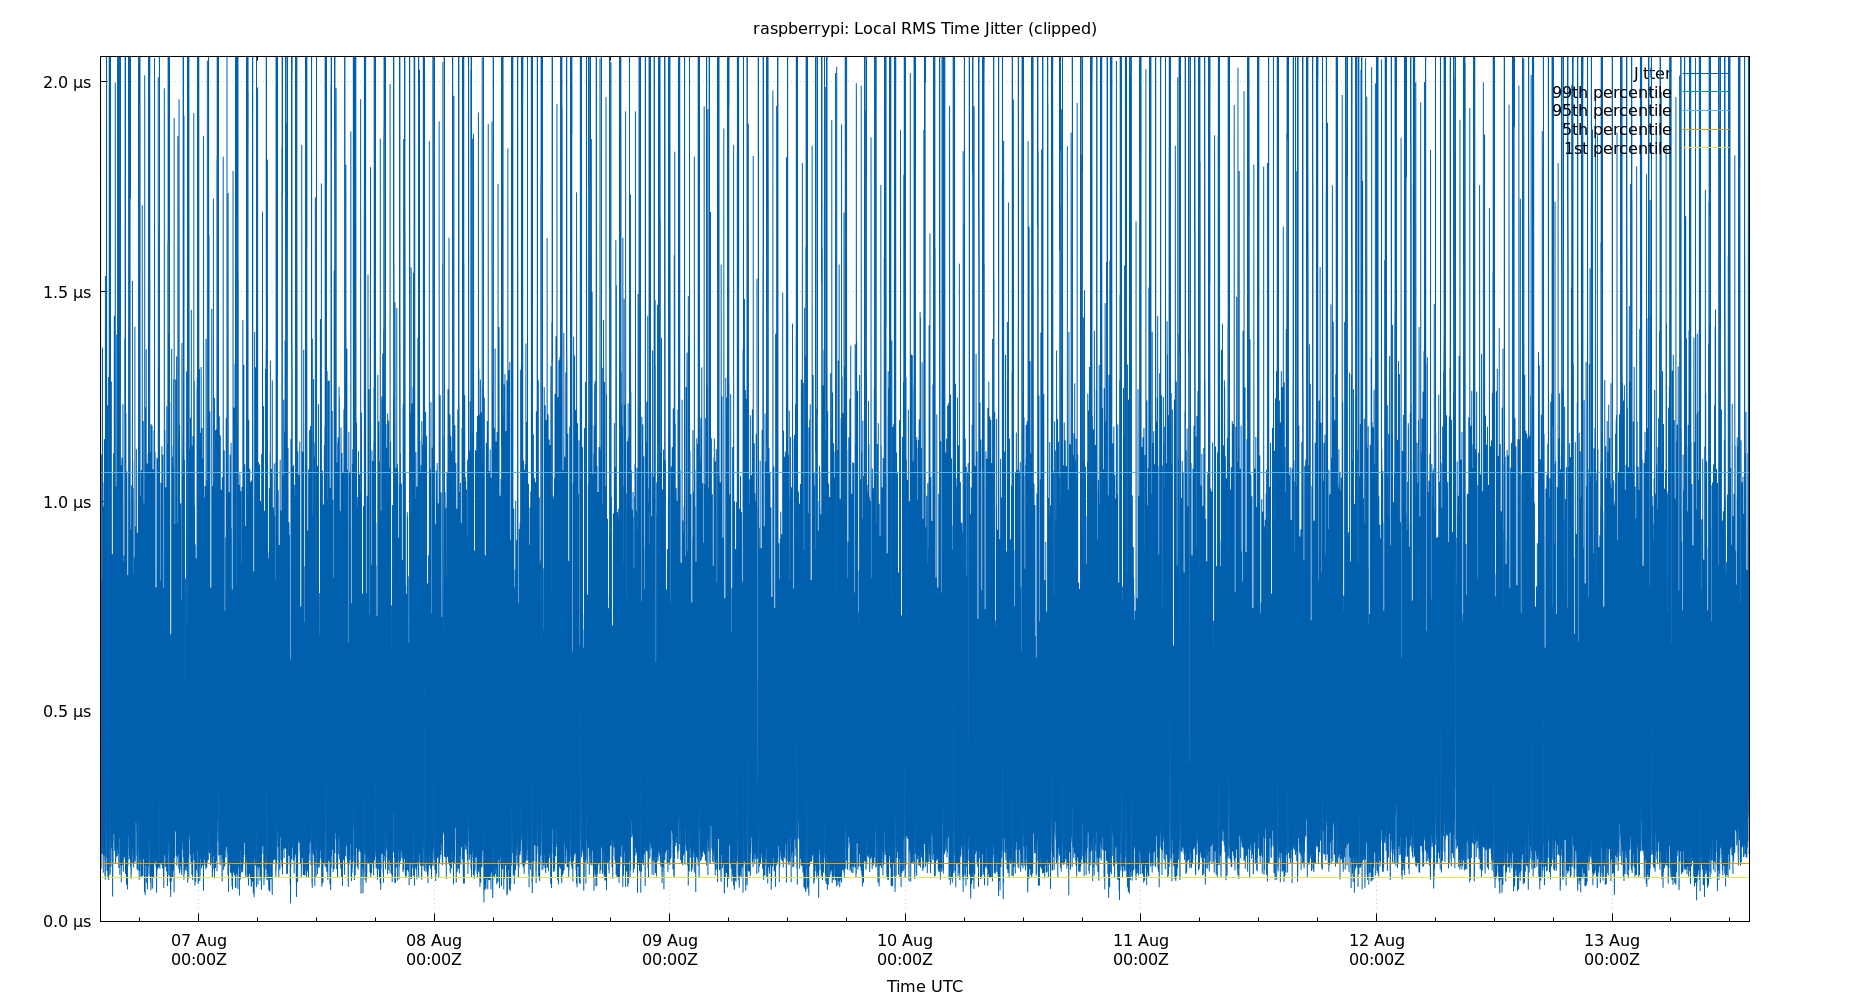 raspberrypi: Local RMS Time Jitter (clipped)
2.0 µs
1.5 µs
1.0 µs
0.5 µs
0.0 µs
Jitter
99th percentile
95th percentile
5th percentile
1st percentile
07 Aug 08 Aug 09 Aug 10 Aug 11 Aug 12 Aug 13 Aug
00:00Z 00:00Z 00:00Z 00:00Z 00:00Z 00:00Z 00:00Z
Time UTC